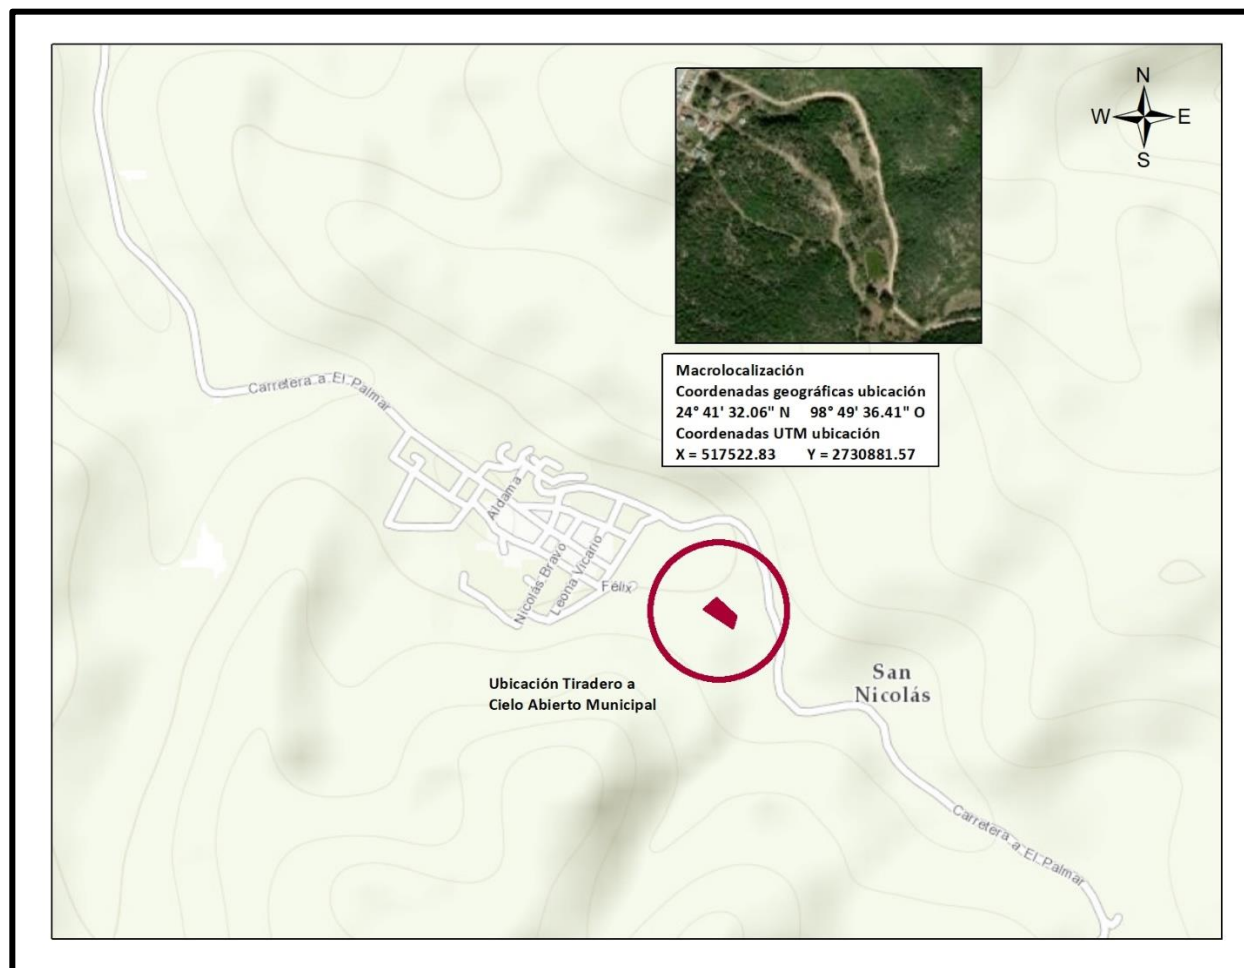 N
W E
S
Macrolocalización
Coordenadas geográficas ubicación
24° 41' 32.06" N 98° 49' 36.41" O
Coordenadas UTM ubicación
X = 517522.83 Y = 2730881.57
Carretera a El Palmar
Aldama
Nicolás Bravo
Leona Vicario
Félix
San
Nicolás
Ubicación Tiradero a
Cielo Abierto Municipal
Carretera a El Palmar